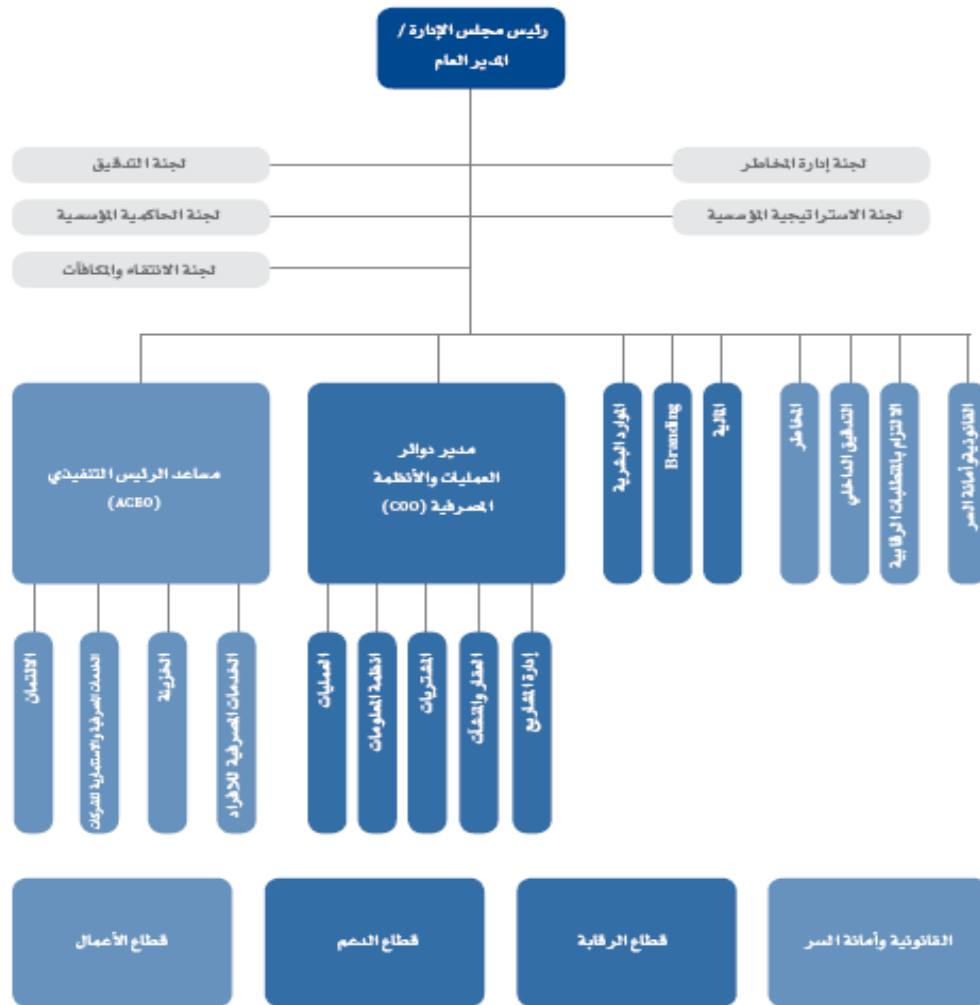 رئيس مجلس الإدارة /
المدير العام
لجنة إدارة المخاطر
لجنة التدقيق
لجنة الاستراتيجية المؤسسية
لجنة الحاكمية المؤسسية
لجنة الانتقاء والمكافآت
القانونية وأمانة السر
الالتزام بالمتطلبات الرقابية
التدقيق الداخلي
المخاطر
المالية
Branding
الموارد البشرية
مدير دوائر
العمليات والأنظمة
المصرفية (COO)
مساعد الرئيس التنفيذي
(ACEO)
إدارة المشاريع
العقار والمنشآت
المشتريات
انظمة المعلومات
العمليات
الخدمات المصرفية للافراد
الخزينة
الخدمات المصرفية والاستثمارية للشركات
الائتمان
القانونية وأمانة السر
قطاع الرقابة
قطاع الدعم
قطاع الأعمال